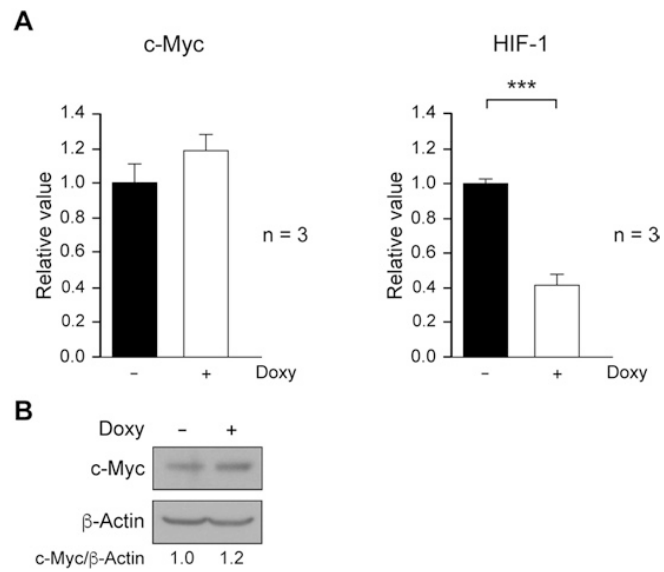 A
c-Myc
Relative value
1.4
1.2
1.0
0.8
0.6
0.4
0.2
0.0
n = 3
– + Doxy
HIF-1
***
Relative value
1.4
1.2
1.0
0.8
0.6
0.4
0.2
0.0
n = 3
– + Doxy
B
Doxy – +
c-Myc
β-Actin
c-Myc/β-Actin 1.0 1.2